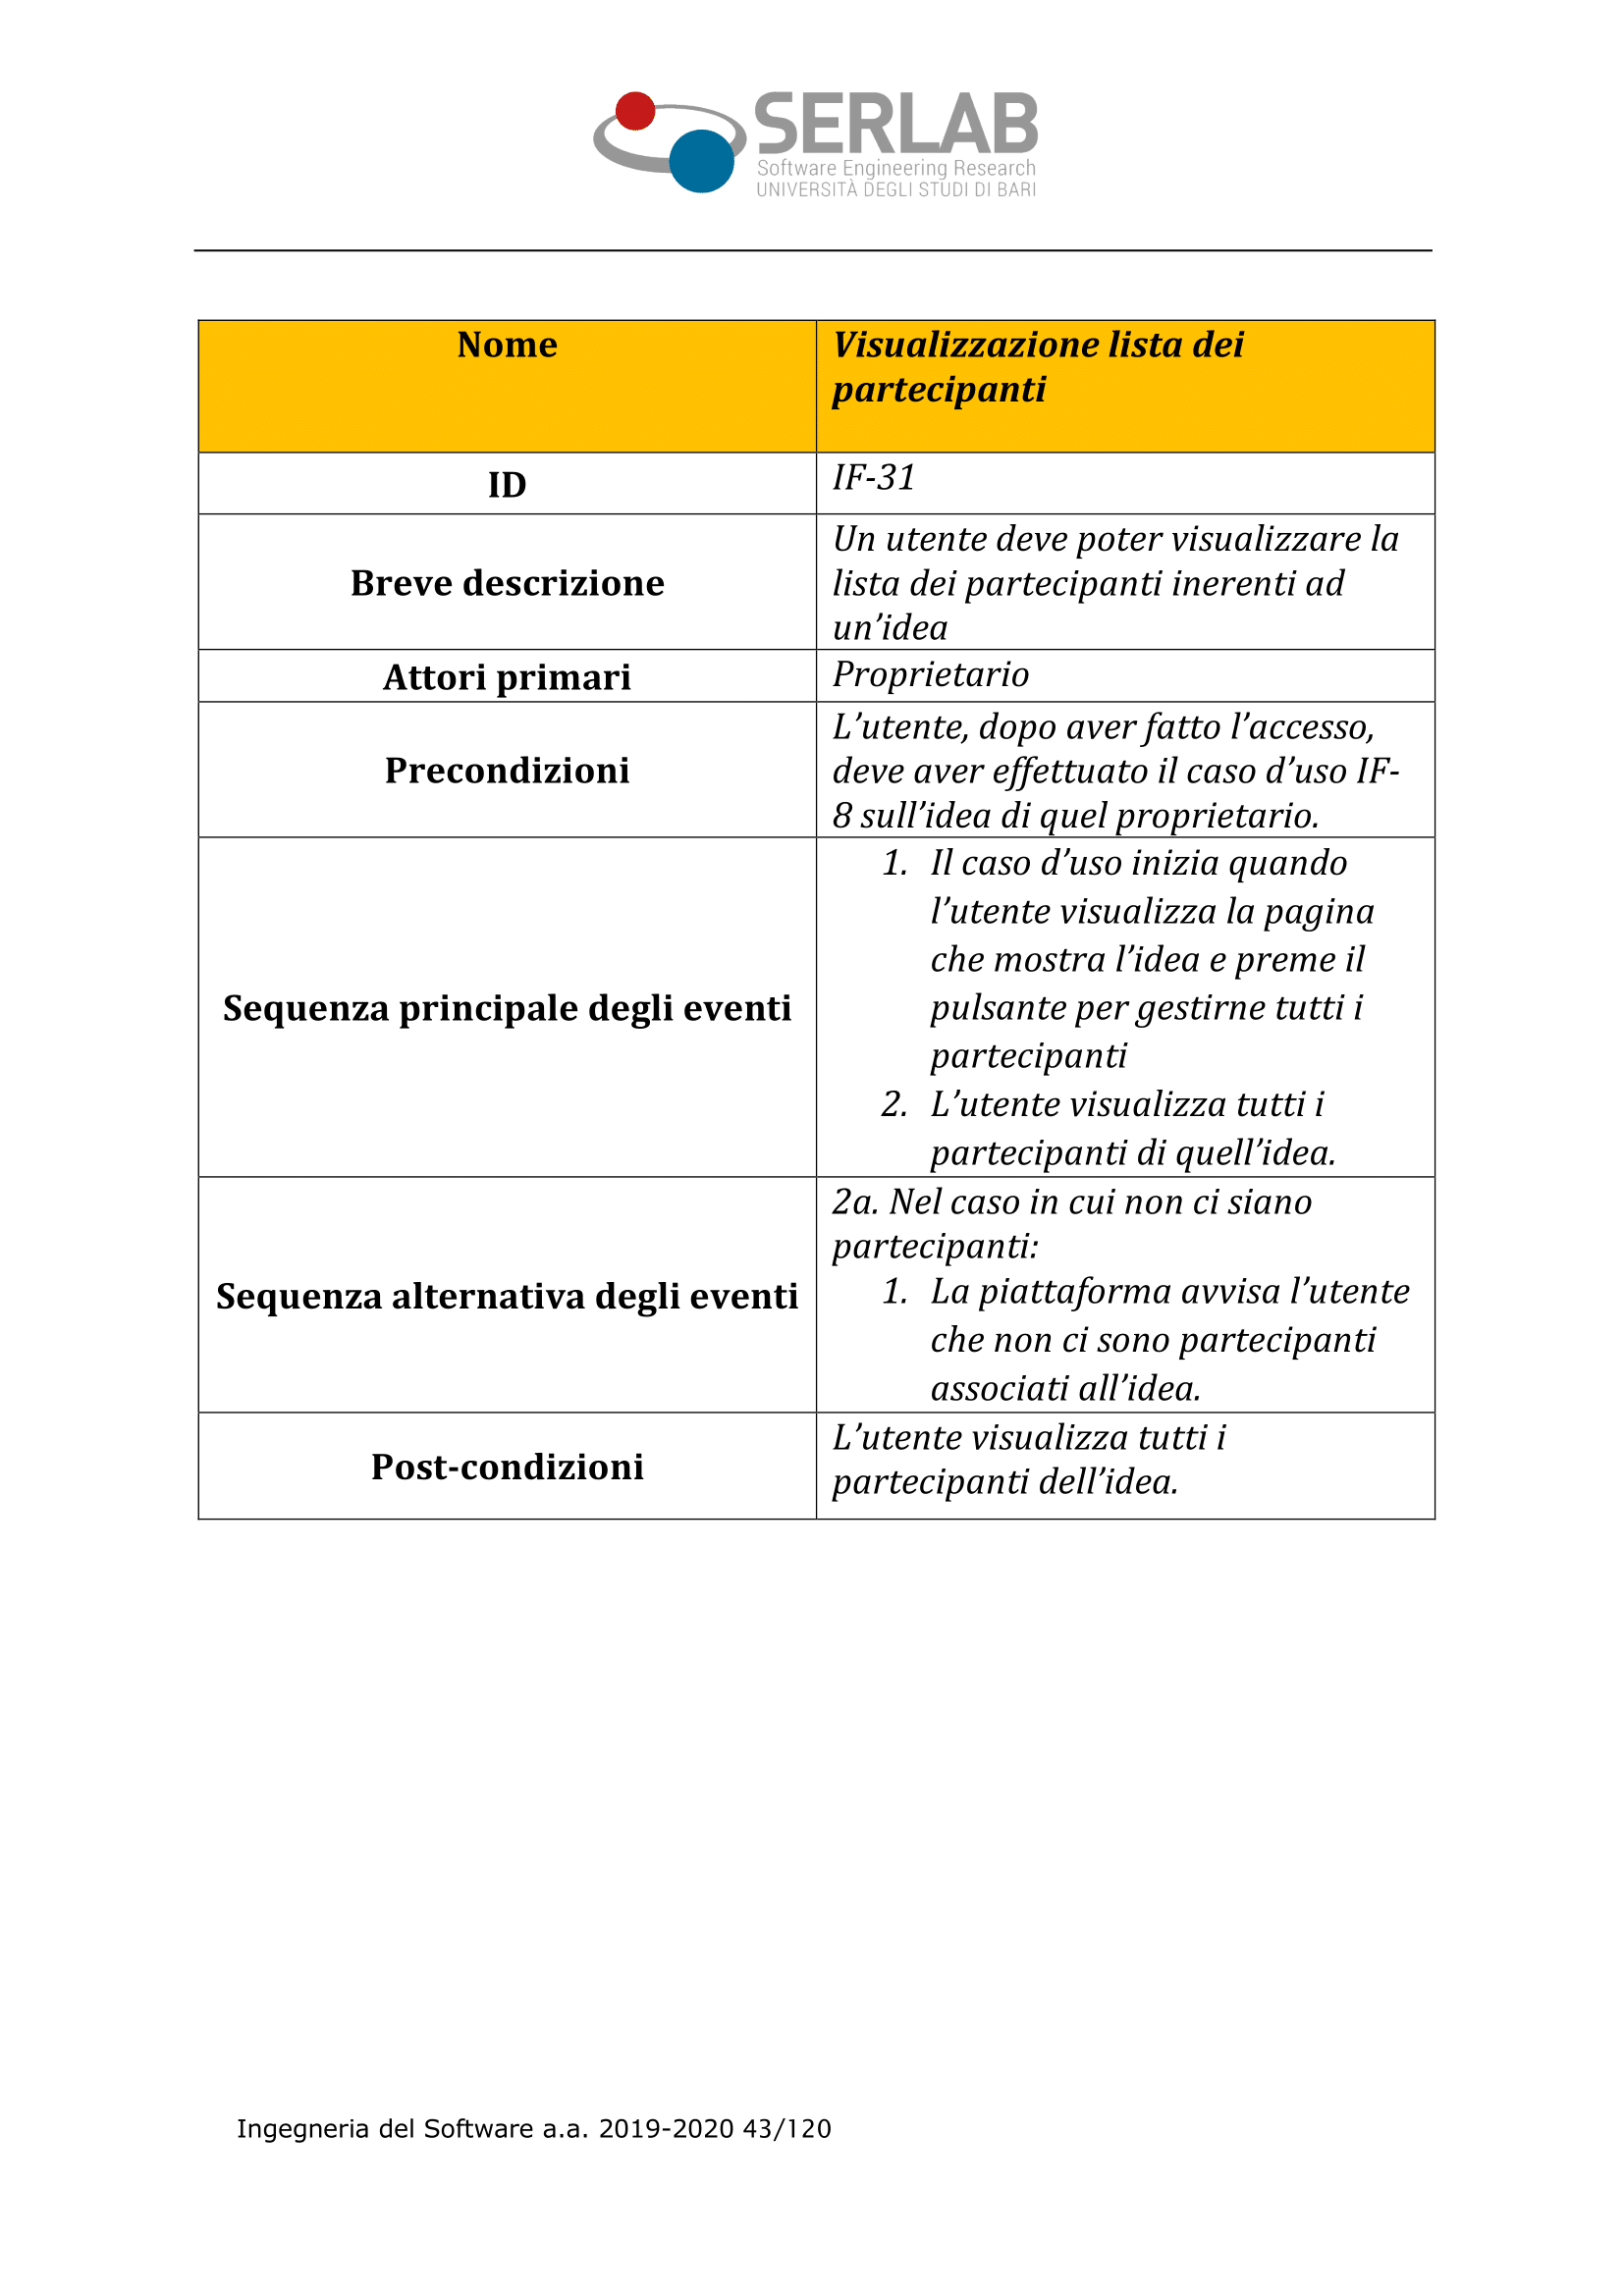 SERLAB
Software Engineering Research
UNIVERSITÀ DEGLI STUDI DI BARI
Nome
Visualizzazione lista dei
partecipanti
ID
IF-31
Breve descrizione
Un utente deve poter visualizzare la
lista dei partecipanti inerenti ad
un’idea
Attori primari
Proprietario
Precondizioni
L’utente, dopo aver fatto l’accesso,
deve aver effettuato il caso d’uso IF-
8 sull’idea di quel proprietario.
Sequenza principale degli eventi
1. Il caso d’uso inizia quando
l’utente visualizza la pagina
che mostra l’idea e preme il
pulsante per gestirne tutti i
partecipanti
2. L’utente visualizza tutti i
partecipanti di quell’idea.
Sequenza alternativa degli eventi
2a. Nel caso in cui non ci siano
partecipanti:
1. La piattaforma avvisa l’utente
che non ci sono partecipanti
associati all’idea.
Post-condizioni
L’utente visualizza tutti i
partecipanti dell’idea.
Ingegneria del Software a.a. 2019-2020 43/120